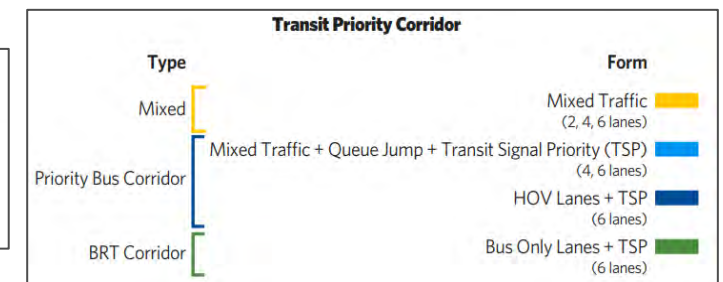 Transit Priority Corridor
Type Form
Mixed Mixed Traffic
(2, 4, 6 lanes)
Mixed Traffic + Queue Jump + Transit Signal Priority (TSP)
(4, 6 lanes)
Priority Bus Corridor
HOV Lanes + TSP
(6 lanes)
BRT Corridor Bus Only Lanes + TSP
(6 lanes)